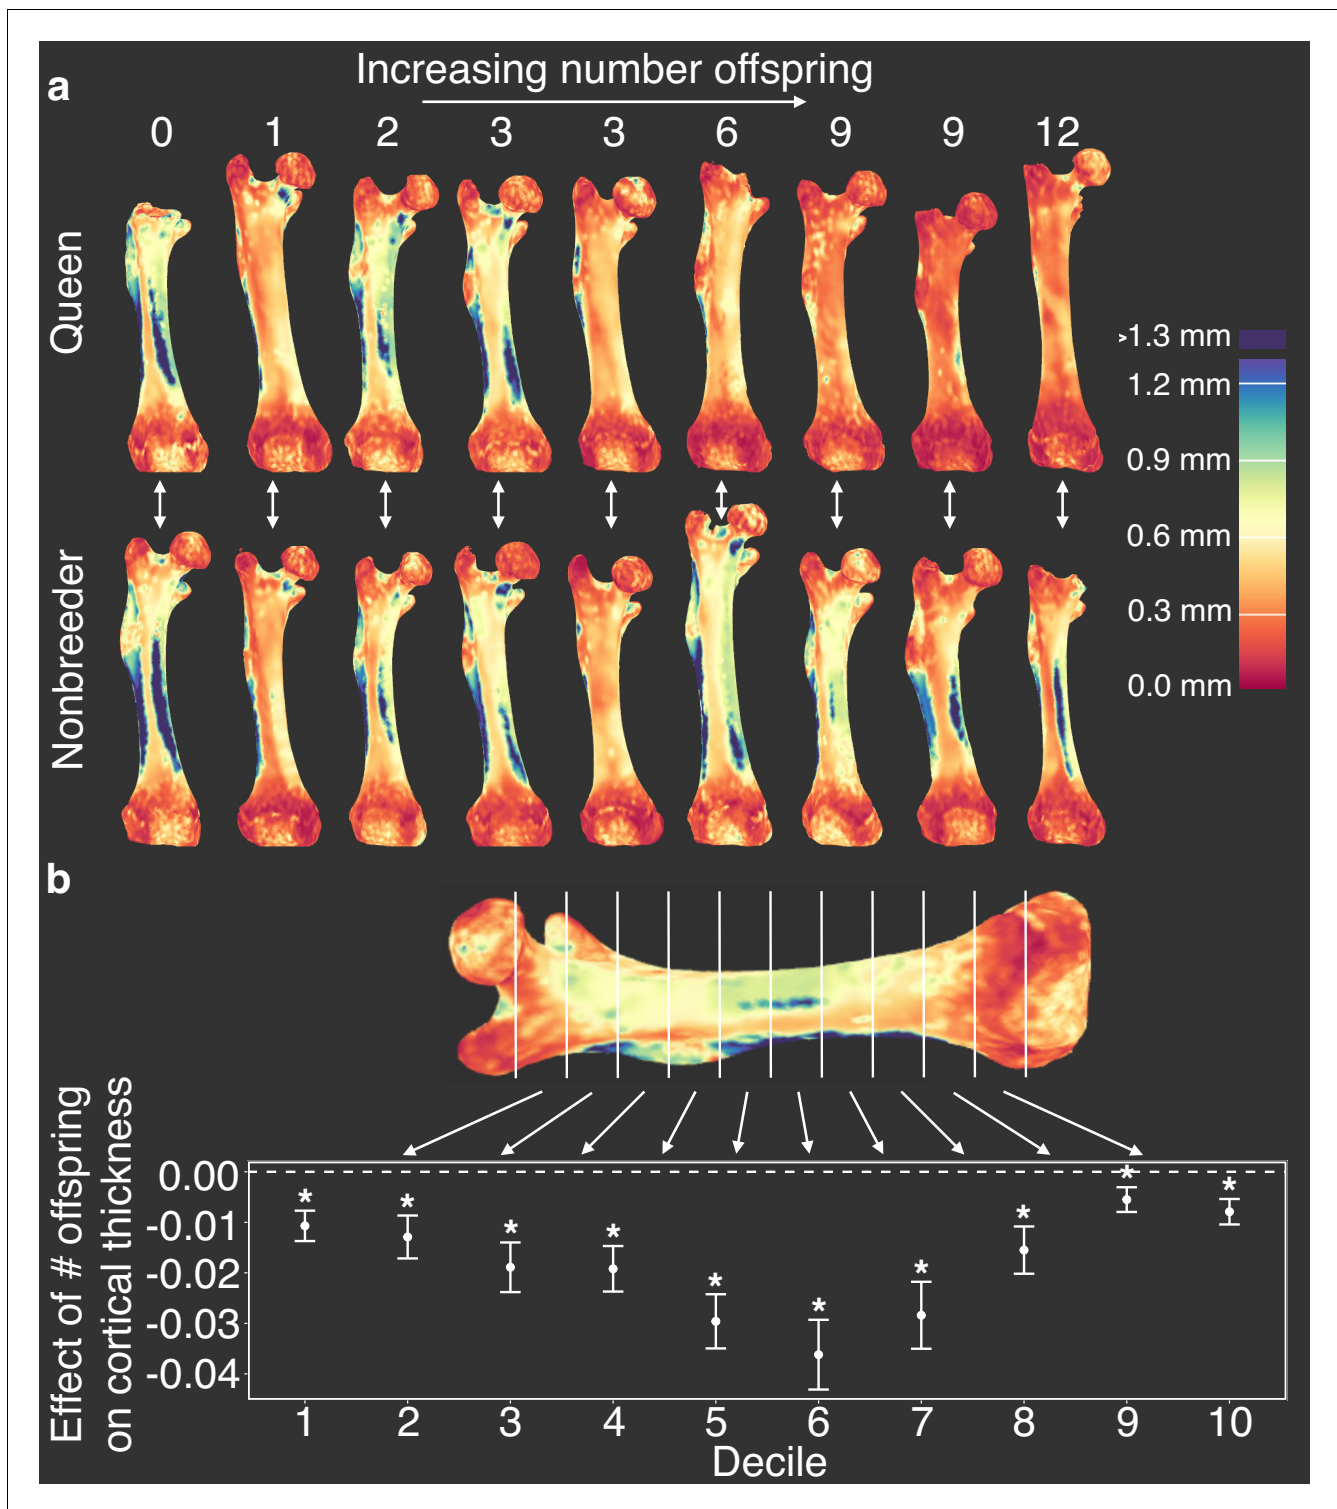 a
Increasing number offspring
0 1 2 3 3 6 9 9 12
Queen
Nonbreeder
>1.3 mm
1.2 mm
0.9 mm
0.6 mm
0.3 mm
0.0 mm
b
Effect of # offspring
on cortical thickness
0.00
-0.01
-0.02
-0.03
-0.04
* * * * * * * * * *
1 2 3 4 5 6 7 8 9 10
Decile